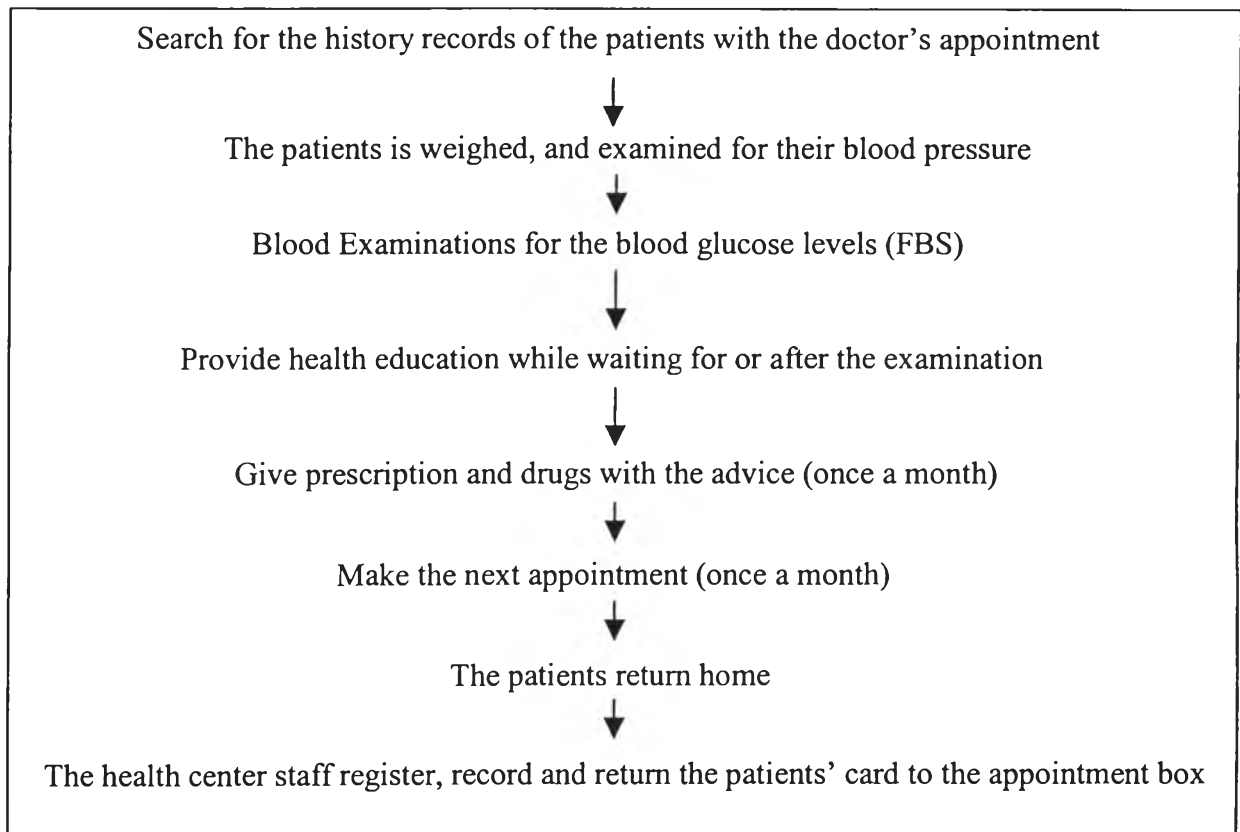 Search for the history records of the patients with the doctor’s appointment
The patients is weighed, and examined for their blood pressure
Blood Examinations for the blood glucose levels (FBS)
Provide health education while waiting for or after the examination
Give prescription and drugs with the advice (once a month)
Make the next appointment (once a month)
The patients return home
The health center staff register, record and return the patients’ card to the appointment box